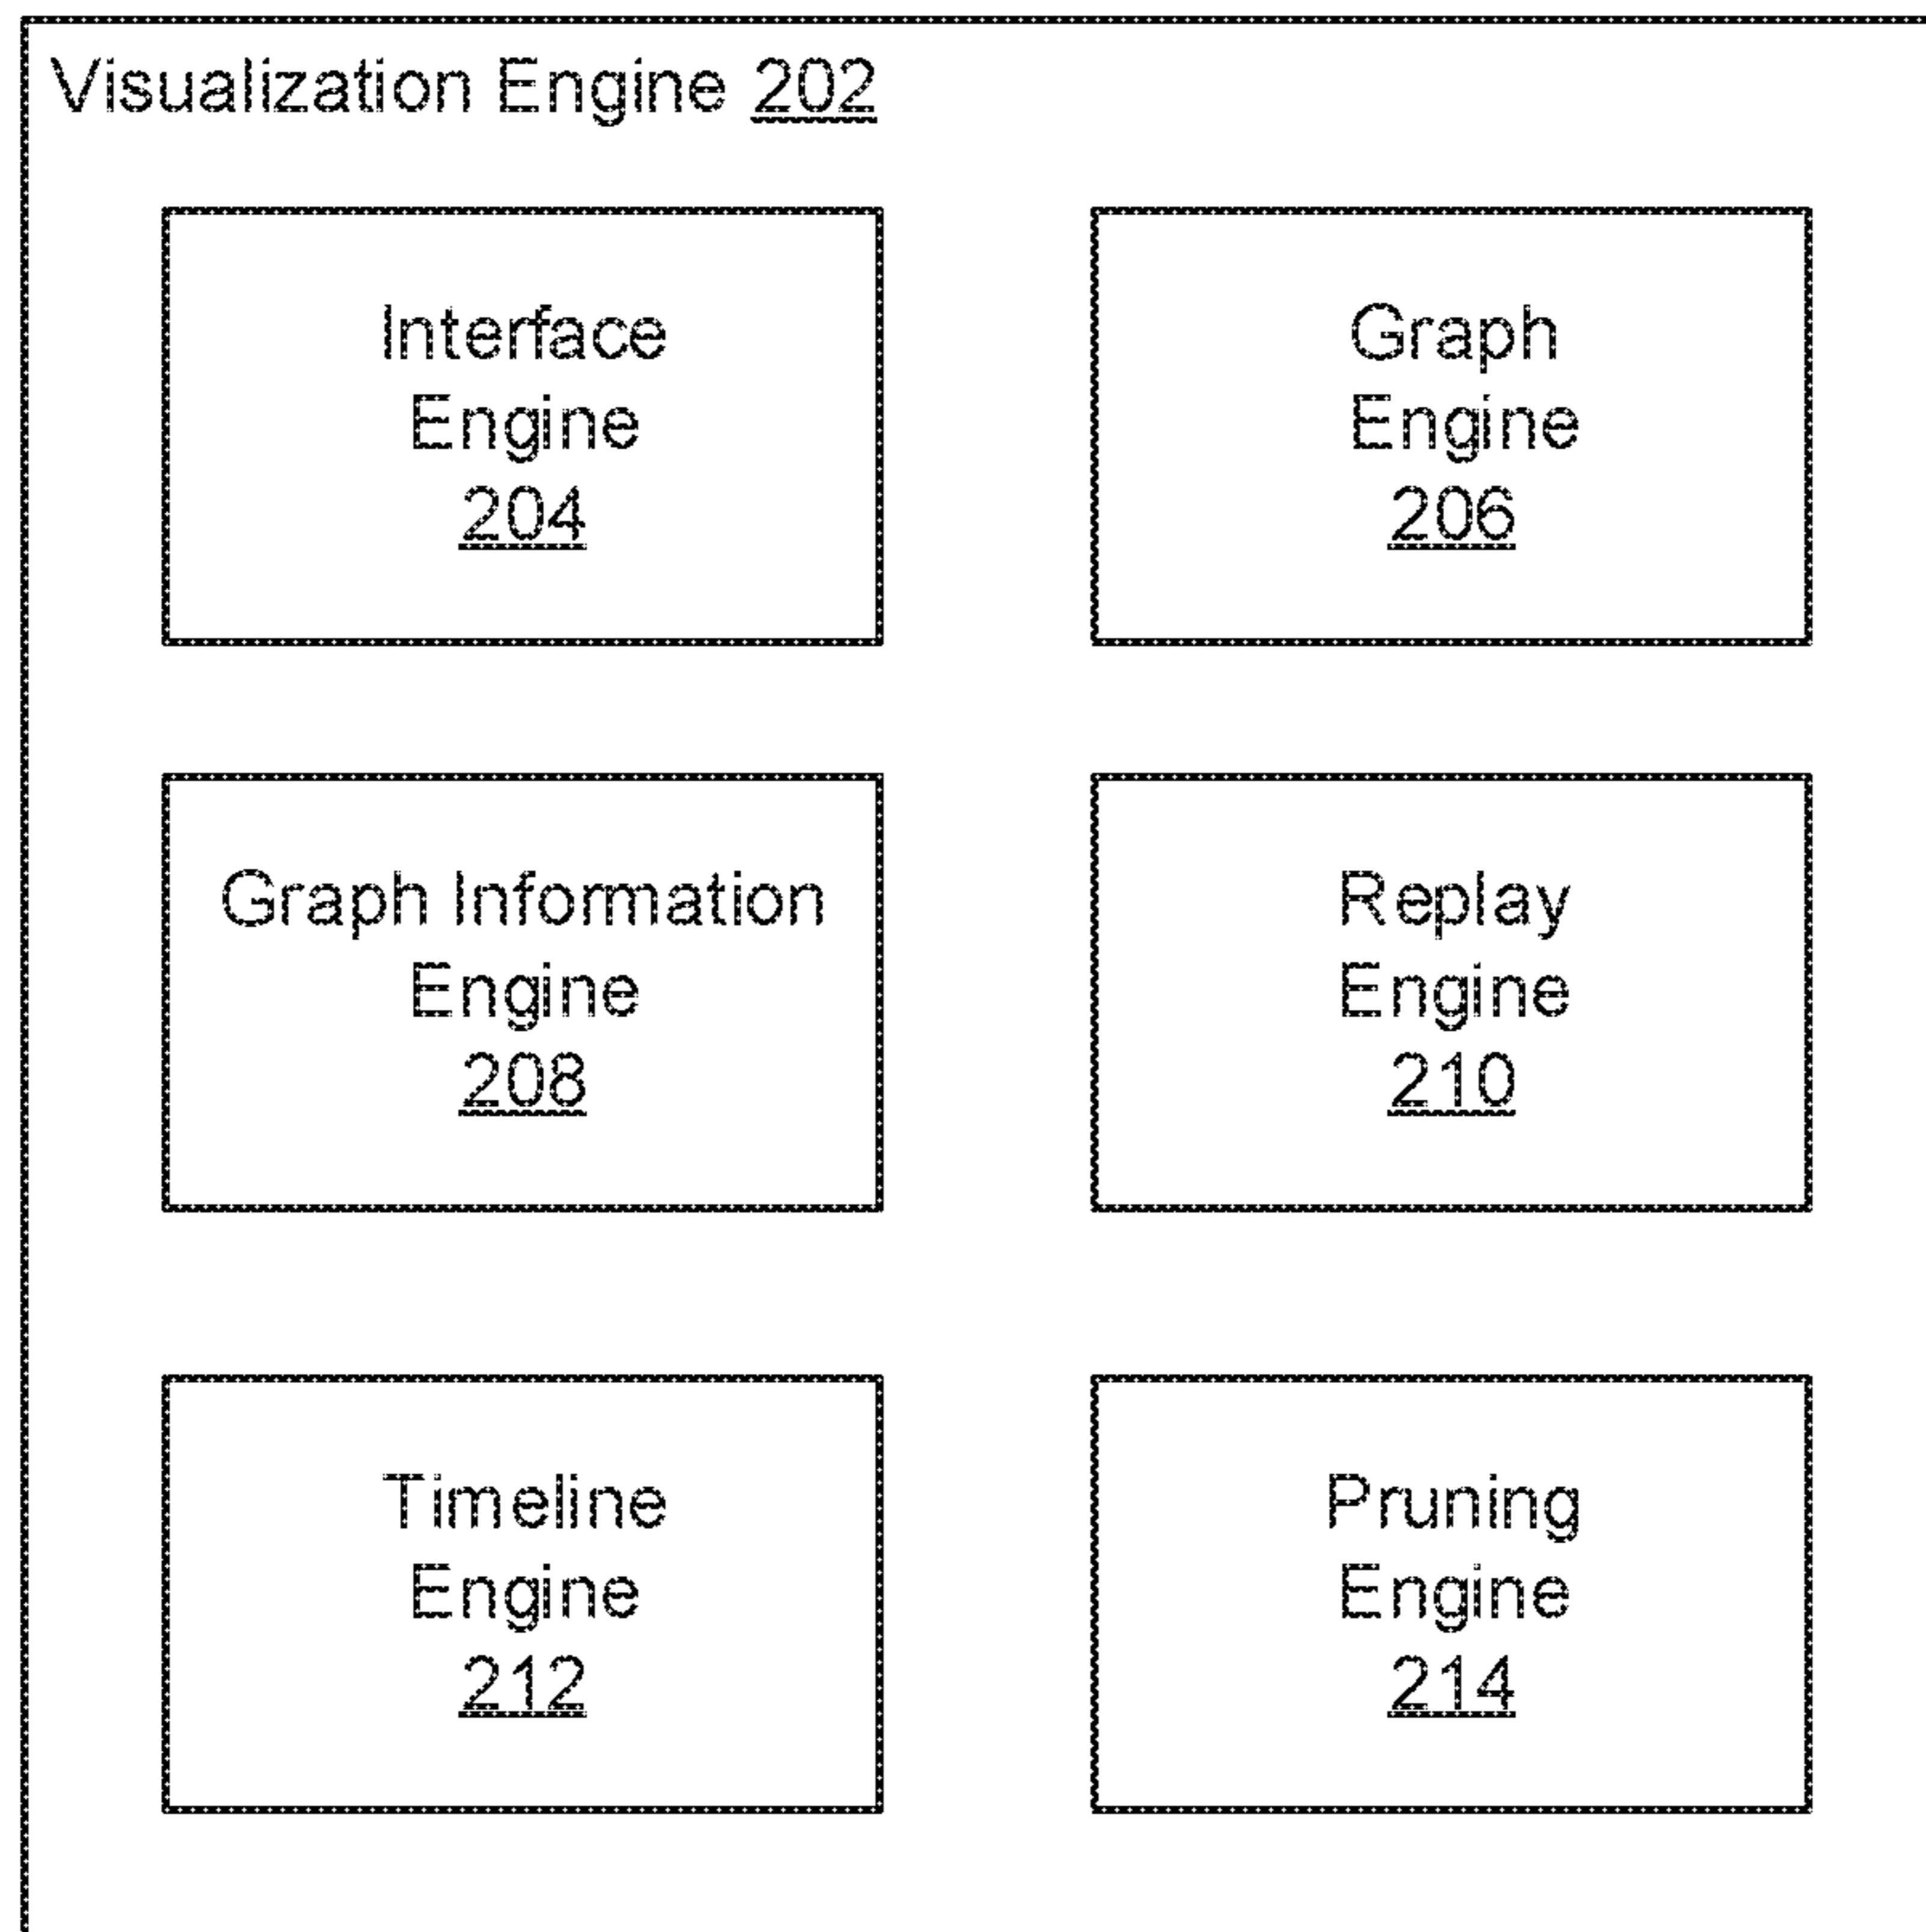 Visualization Engine 202
Interface
Engine
204
Graph
Engine
206
Graph Information
Engine
208
Replay
Engine
210
Timeline
Engine
212
Pruning
Engine
214